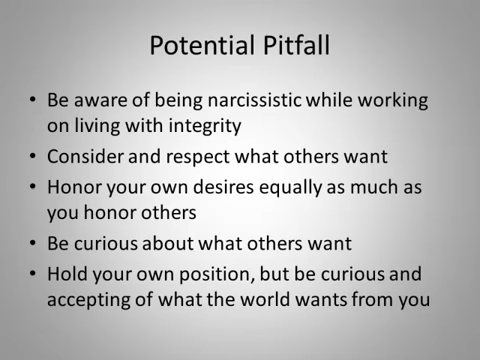 Potential Pitfall
• Be aware of being narcissistic while working
on living with integrity
• Consider and respect what others want
• Honor your own desires equally as much as
you honor others
• Be curious about what others want
• Hold your own position, but be curious and
accepting of what the world wants from you